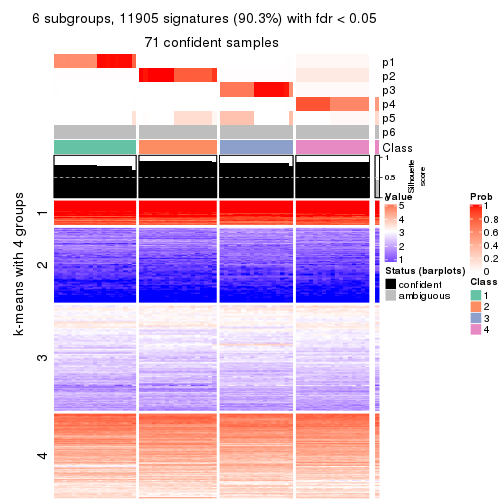 6 subgroups, 11905 signatures (90.3%) with fdr < 0.05
71 confident samples
p1
p2
p3
p4
p5
p6
Class
1
0.5
0
Silhouette
score
k-means with 4 groups
1
2
3
4
Value
5
4
3
2
1
Status (barplots)
confident
ambiguous
Prob
1
0.8
0.6
0.4
0.2
0
Class
1
2
3
4